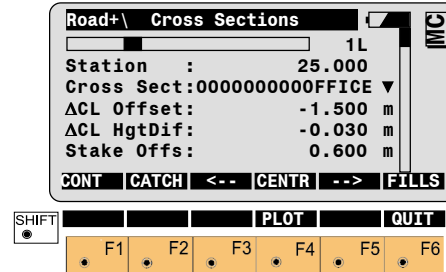 Road+\ Cross Sections
MC
1L
Station : 25.000
Cross Sect:0000000000FFICE ▼
ΔCL Offset: -1.500 m
ΔCL HgtDif: -0.030 m
Stake Offs: 0.600 m
CONT CATCH <-- CENTR --> FILLS
SHIFT PLOT QUIT
F1 F2 F3 F4 F5 F6